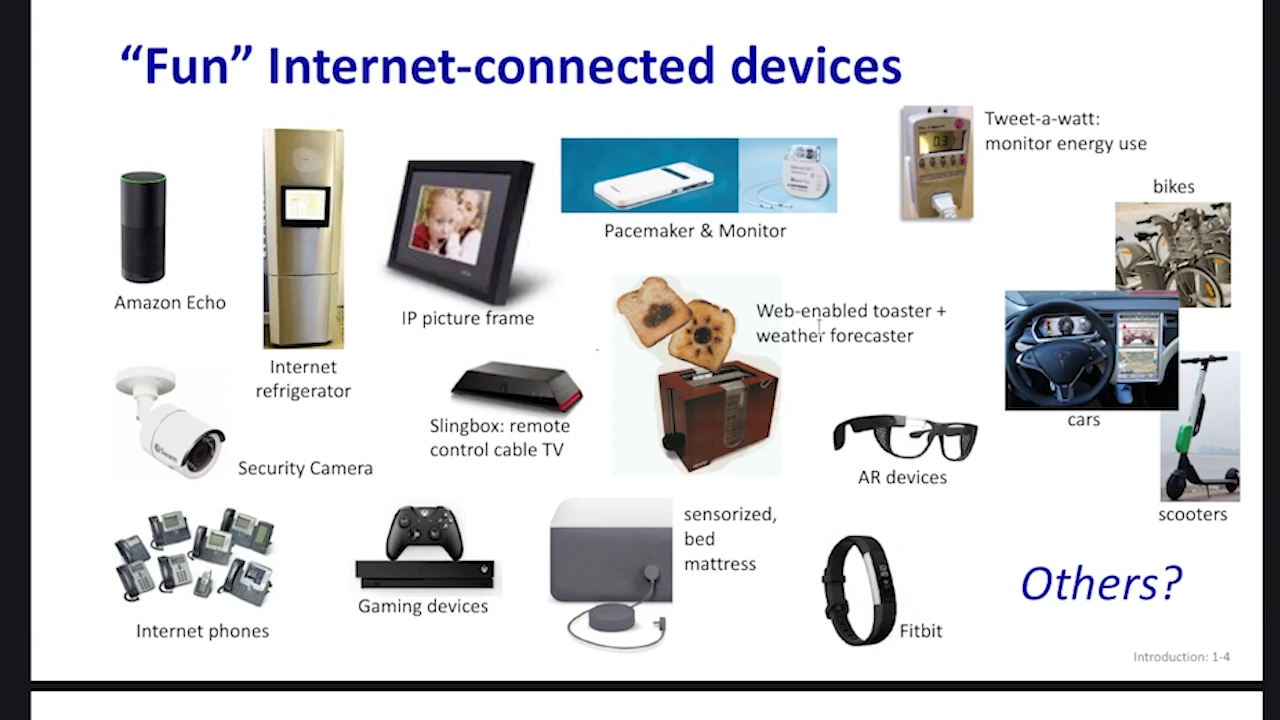 “Fun” Internet-connected devices
Tweet-a-watt:
monitor energy use
bikes
Pacemaker & Monitor
Amazon Echo
IP picture frame
Web-enabled toaster +
weather forecaster
Internet
refrigerator
Slingbox: remote
control cable TV
Security Camera
cars
AR devices
scooters
sensorized,
bed
mattress
Gaming devices
Internet phones
Fitbit
Others?
Introduction: 1-4